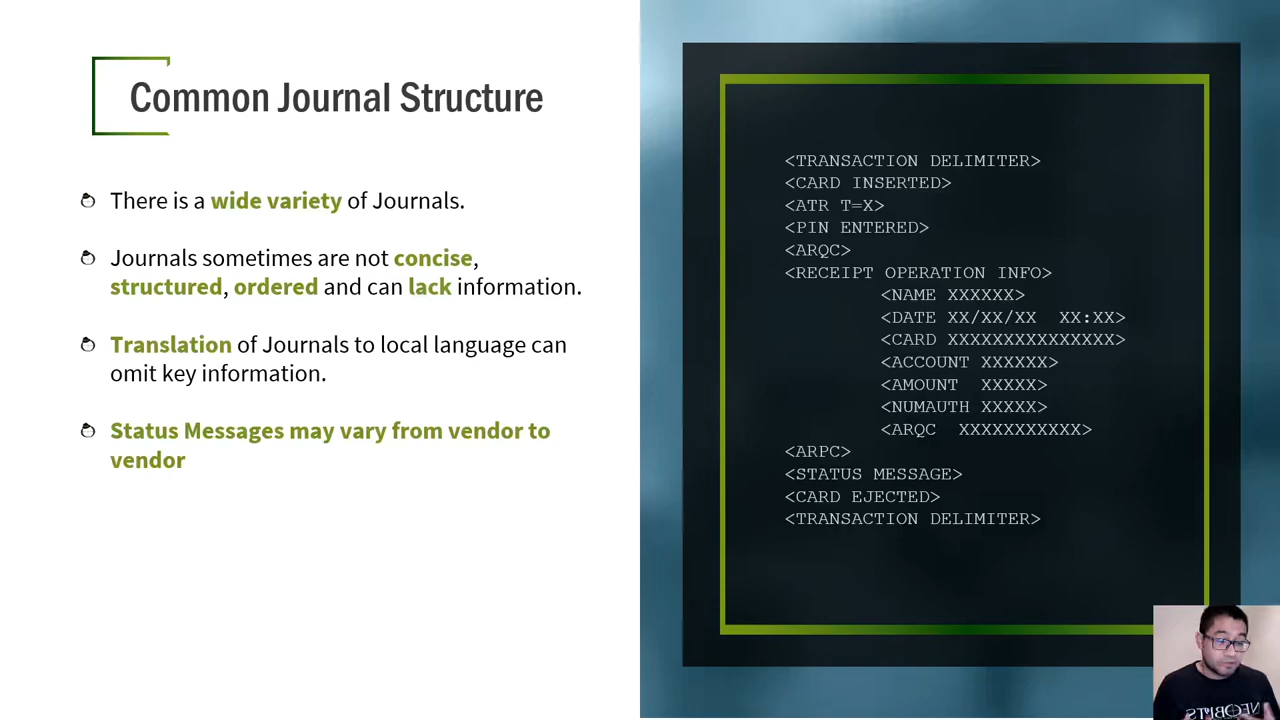 Common Journal Structure
There is a wide variety of Journals.
Journals sometimes are not concise,
structured, ordered and can lack information.
Translation of Journals to local language can
omit key information.
Status Messages may vary from vendor to
vendor
<TRANSACTION DELIMITER>
<CARD INSERTED>
<ATR T=X>
<PIN ENTERED>
<ARQC>
<RECEIPT OPERATION INFO>
<NAME XXXXXX>
<DATE XX/XX/XX  XX:XX>
<CARD XXXXXXXXXXXXXXX>
<ACCOUNT XXXXXX>
<AMOUNT  XXXXX>
<NUMAUTH XXXXX>
<ARQC  XXXXXXXXXXX>
<ARPC>
<STATUS MESSAGE>
<CARD EJECTED>
<TRANSACTION DELIMITER>
NEOBITS